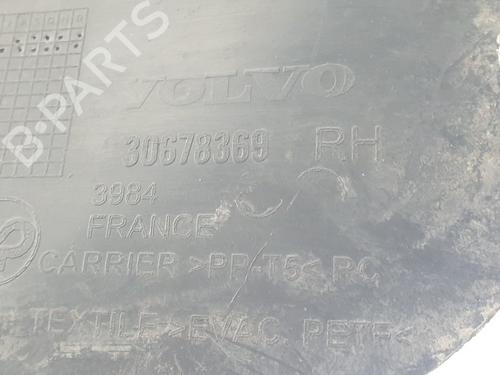 B-PARTS
VOLVO
30678369 RH
3984
FRANCE
CARRIER >PP-T5< PC
TEXTILE >EVAC PETF<